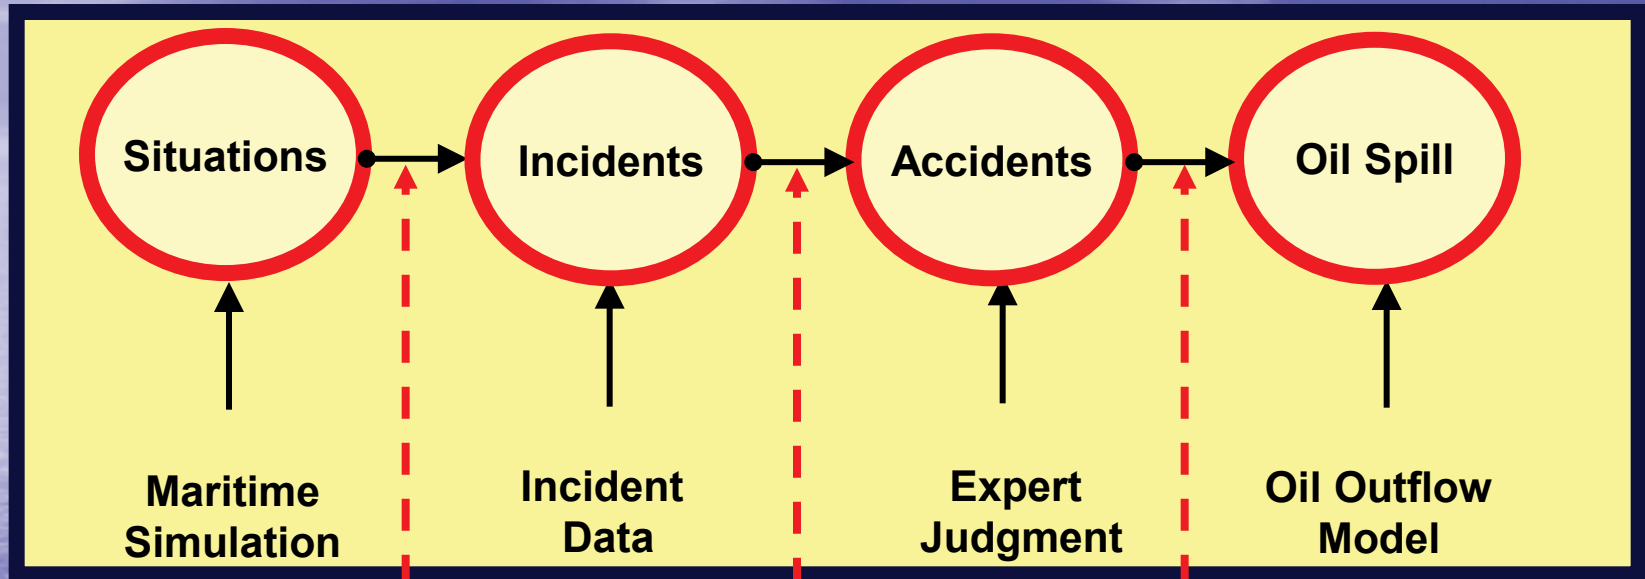 Situations
Incidents
Accidents
Oil Spill
Maritime
Simulation
Incident
Data
Expert
Judgment
Oil Outflow
Model